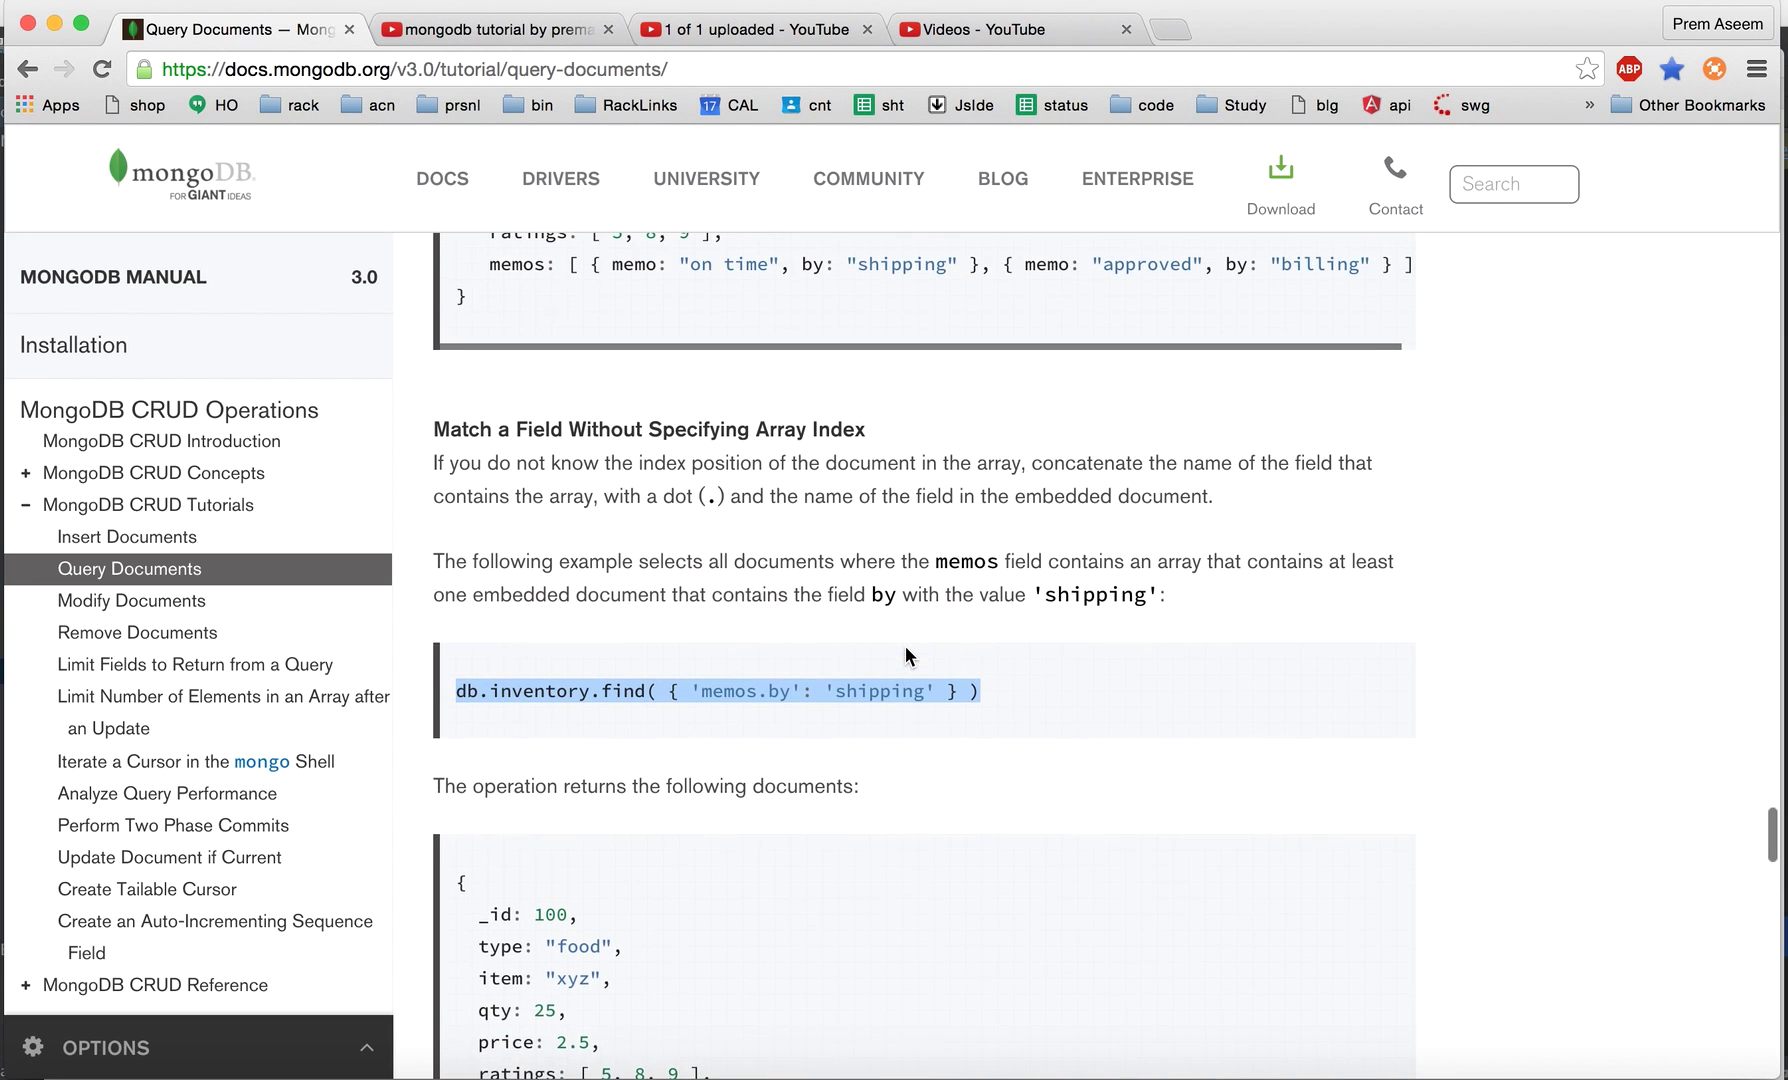 Query Documents — Mong
mongodb tutorial by prema
1 of 1 uploaded - YouTube
Videos - YouTube
Prem Aseem
https://docs.mongodb.org/v3.0/tutorial/query-documents/
ABP
Apps shop HO rack acn prsnl bin RackLinks 17 CAL cnt sht Jslde status code Study blg api swg » Other Bookmarks
mongoDB.
FOR GIANT IDEAS
DOCS DRIVERS UNIVERSITY COMMUNITY BLOG ENTERPRISE Download Contact Search
MONGODB MANUAL 3.0
Installation
MongoDB CRUD Operations
MongoDB CRUD Introduction
+ MongoDB CRUD Concepts
− MongoDB CRUD Tutorials
Insert Documents
Query Documents
Modify Documents
Remove Documents
Limit Fields to Return from a Query
Limit Number of Elements in an Array after
an Update
Iterate a Cursor in the mongo Shell
Analyze Query Performance
Perform Two Phase Commits
Update Document if Current
Create Tailable Cursor
Create an Auto-Incrementing Sequence
Field
+ MongoDB CRUD Reference
OPTIONS
ratings: [ 5, 8, 9 ],
memos: [ { memo: "on time", by: "shipping" }, { memo: "approved", by: "billing" } ]
}
Match a Field Without Specifying Array Index
If you do not know the index position of the document in the array, concatenate the name of the field that
contains the array, with a dot (.) and the name of the field in the embedded document.
The following example selects all documents where the memos field contains an array that contains at least
one embedded document that contains the field by with the value 'shipping':
db.inventory.find( { 'memos.by': 'shipping' } )
The operation returns the following documents:
{
_id: 100,
type: "food",
item: "xyz",
qty: 25,
price: 2.5,
ratings: [ 5, 8, 9 ],